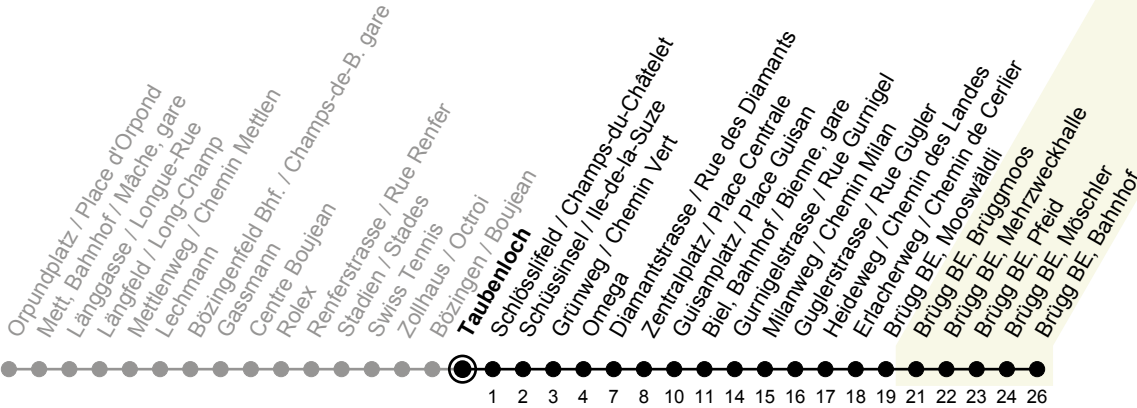 Orpundplatz / Place d'Orpond
Mett, Bahnhof / Mâche, gare
Länggasse / Longue-Rue
Längfeld / Long-Champ
Mettlenweg / Chemin Mettlen
Lechmann
Bözingenfeld Bhf. / Champs-de-B. gare
Gassmann
Centre Boujean
Rolex
Renferstrasse / Rue Renfer
Stadien / Stades
Swiss Tennis
Zollhaus / Octroi
Bözingen / Boujean
Taubenloch
Schlösslifeld / Champs-du-Châtelet
Schüssinsel / Ile-de-la-Suze
Grünweg / Chemin Vert
Omega
Diamantstrasse / Rue des Diamants
Zentralplatz / Place Centrale
Guisanplatz / Place Guisan
Biel, Bahnhof / Bienne, gare
Gurnigelstrasse / Rue Gurnigel
Milanweg / Chemin Milan
Guglerstrasse / Rue Gugler
Heideweg / Chemin des Landes
Erlacherweg / Chemin de Cerlier
Brügg BE, Mooswäldli
Brügg BE, Brüggmoos
Brügg BE, Mehrzweckhalle
Brügg BE, Pfeid
Brügg BE, Möschler
Brügg BE, Bahnhof
1 2 3 4 7 8 10 11 14 15 16 17 18 19 21 22 23 24 26